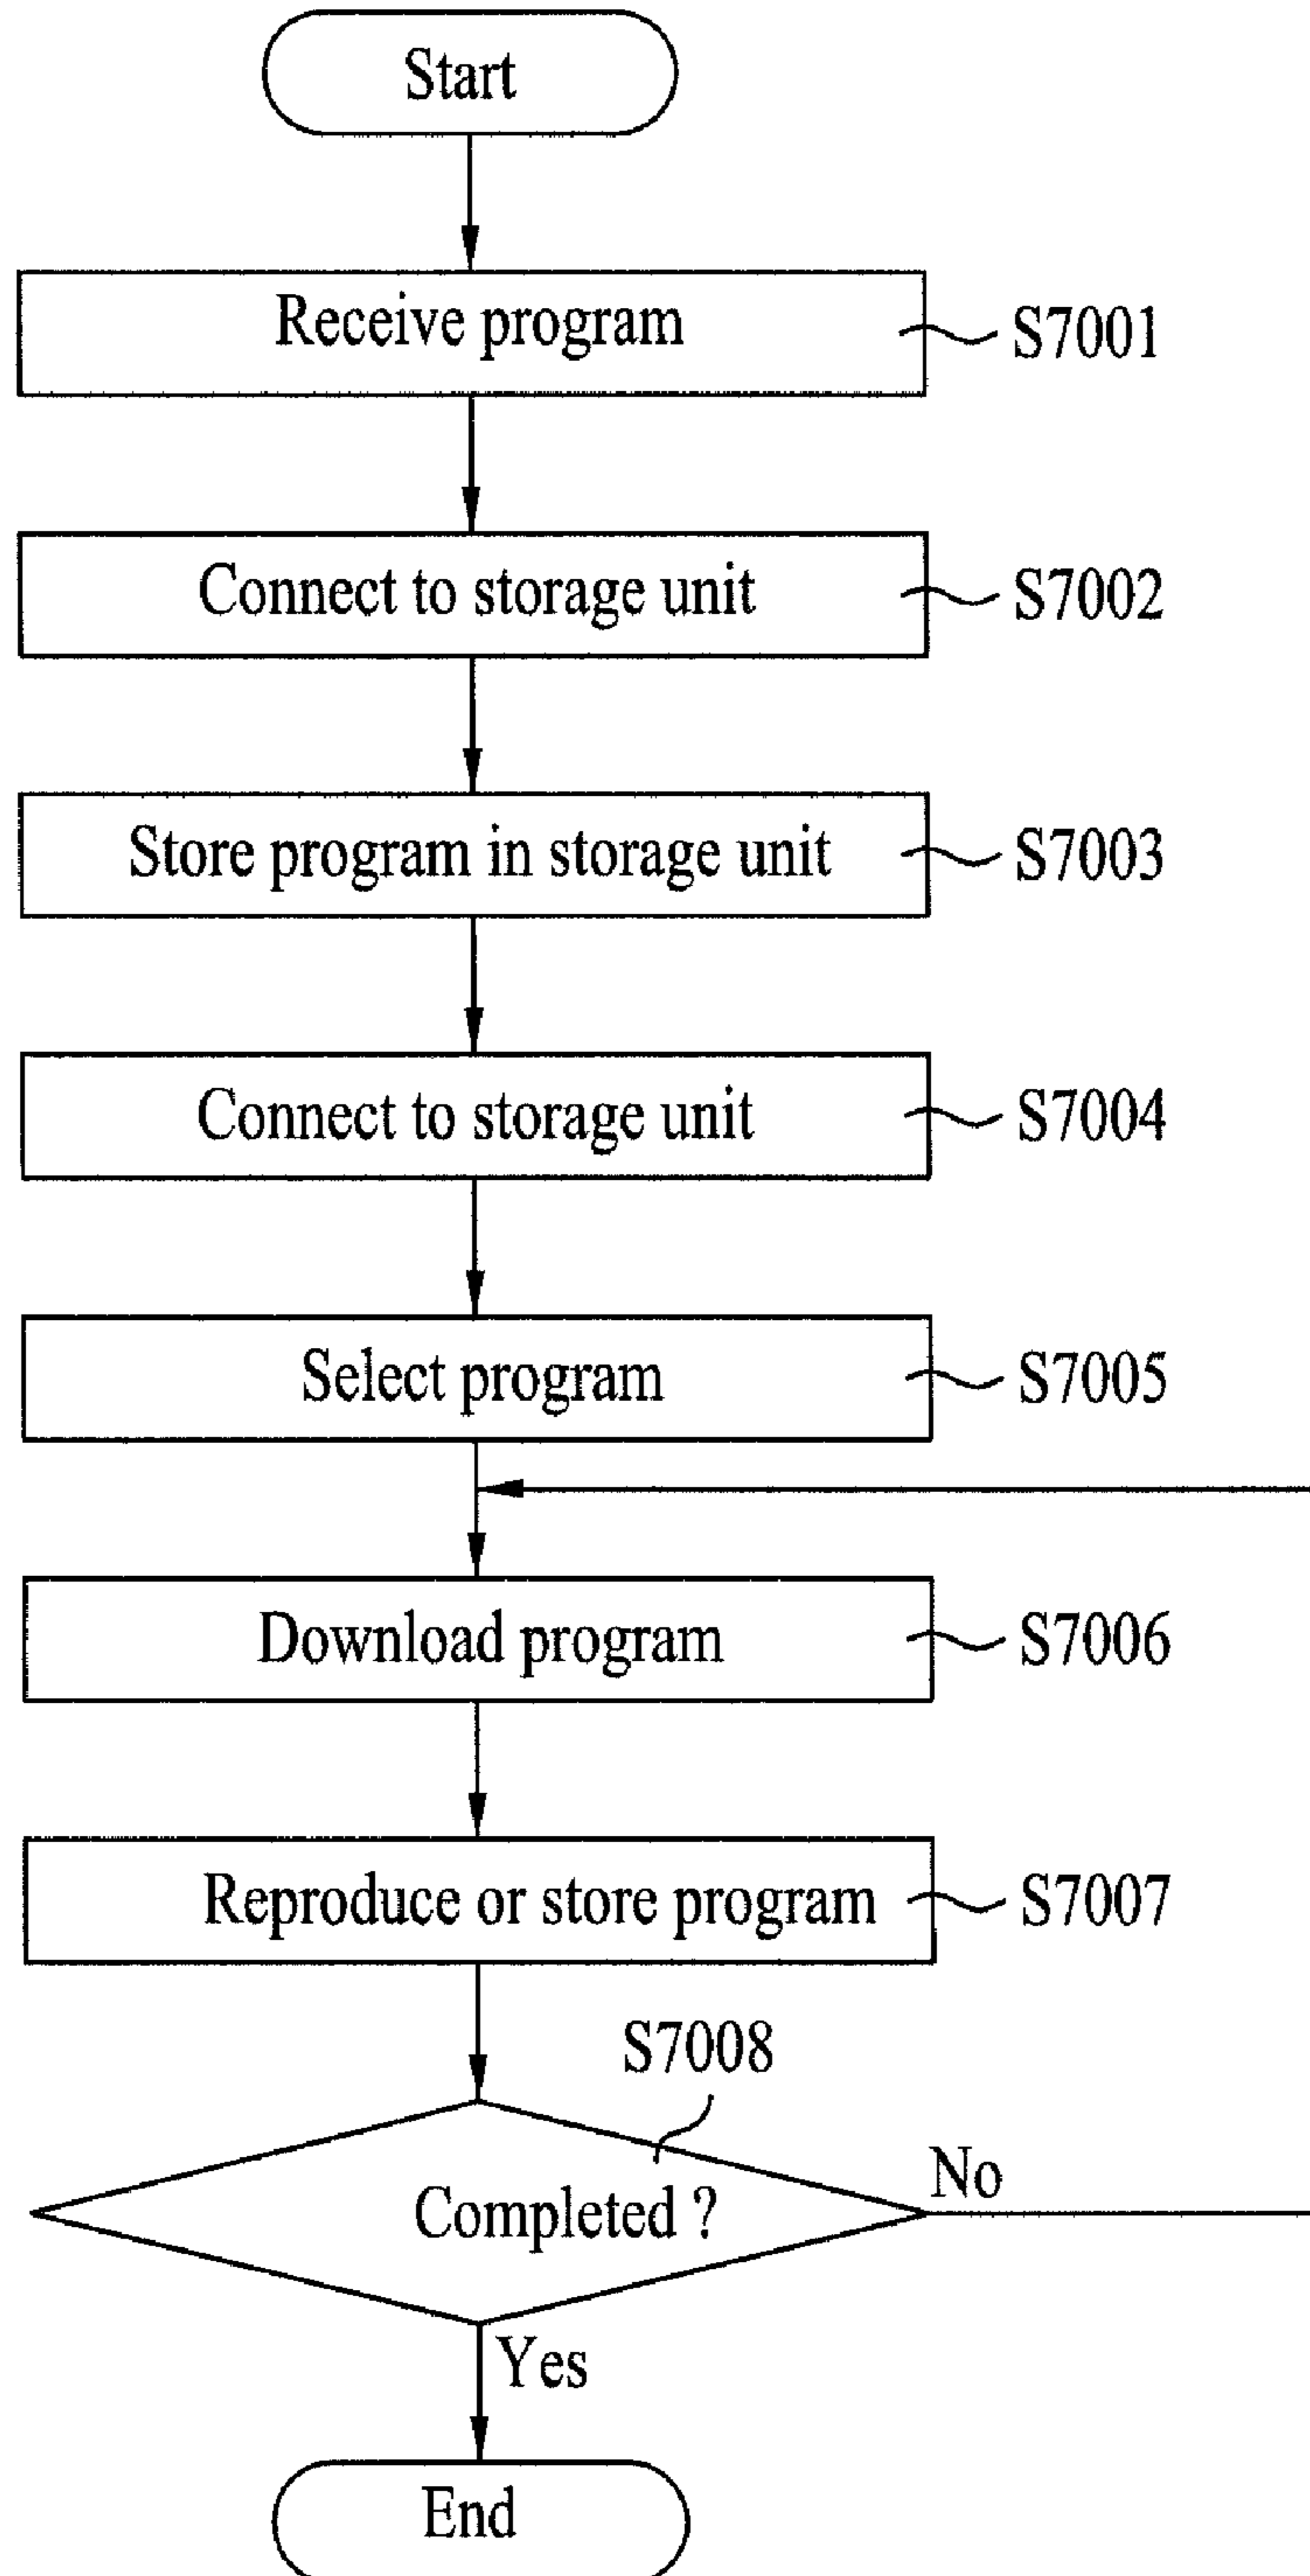 Start
Receive program
S7001
Connect to storage unit
S7002
Store program in storage unit
S7003
Connect to storage unit
S7004
Select program
S7005
Download program
S7006
Reproduce or store program
S7007
S7008
Completed ?
No
Yes
End